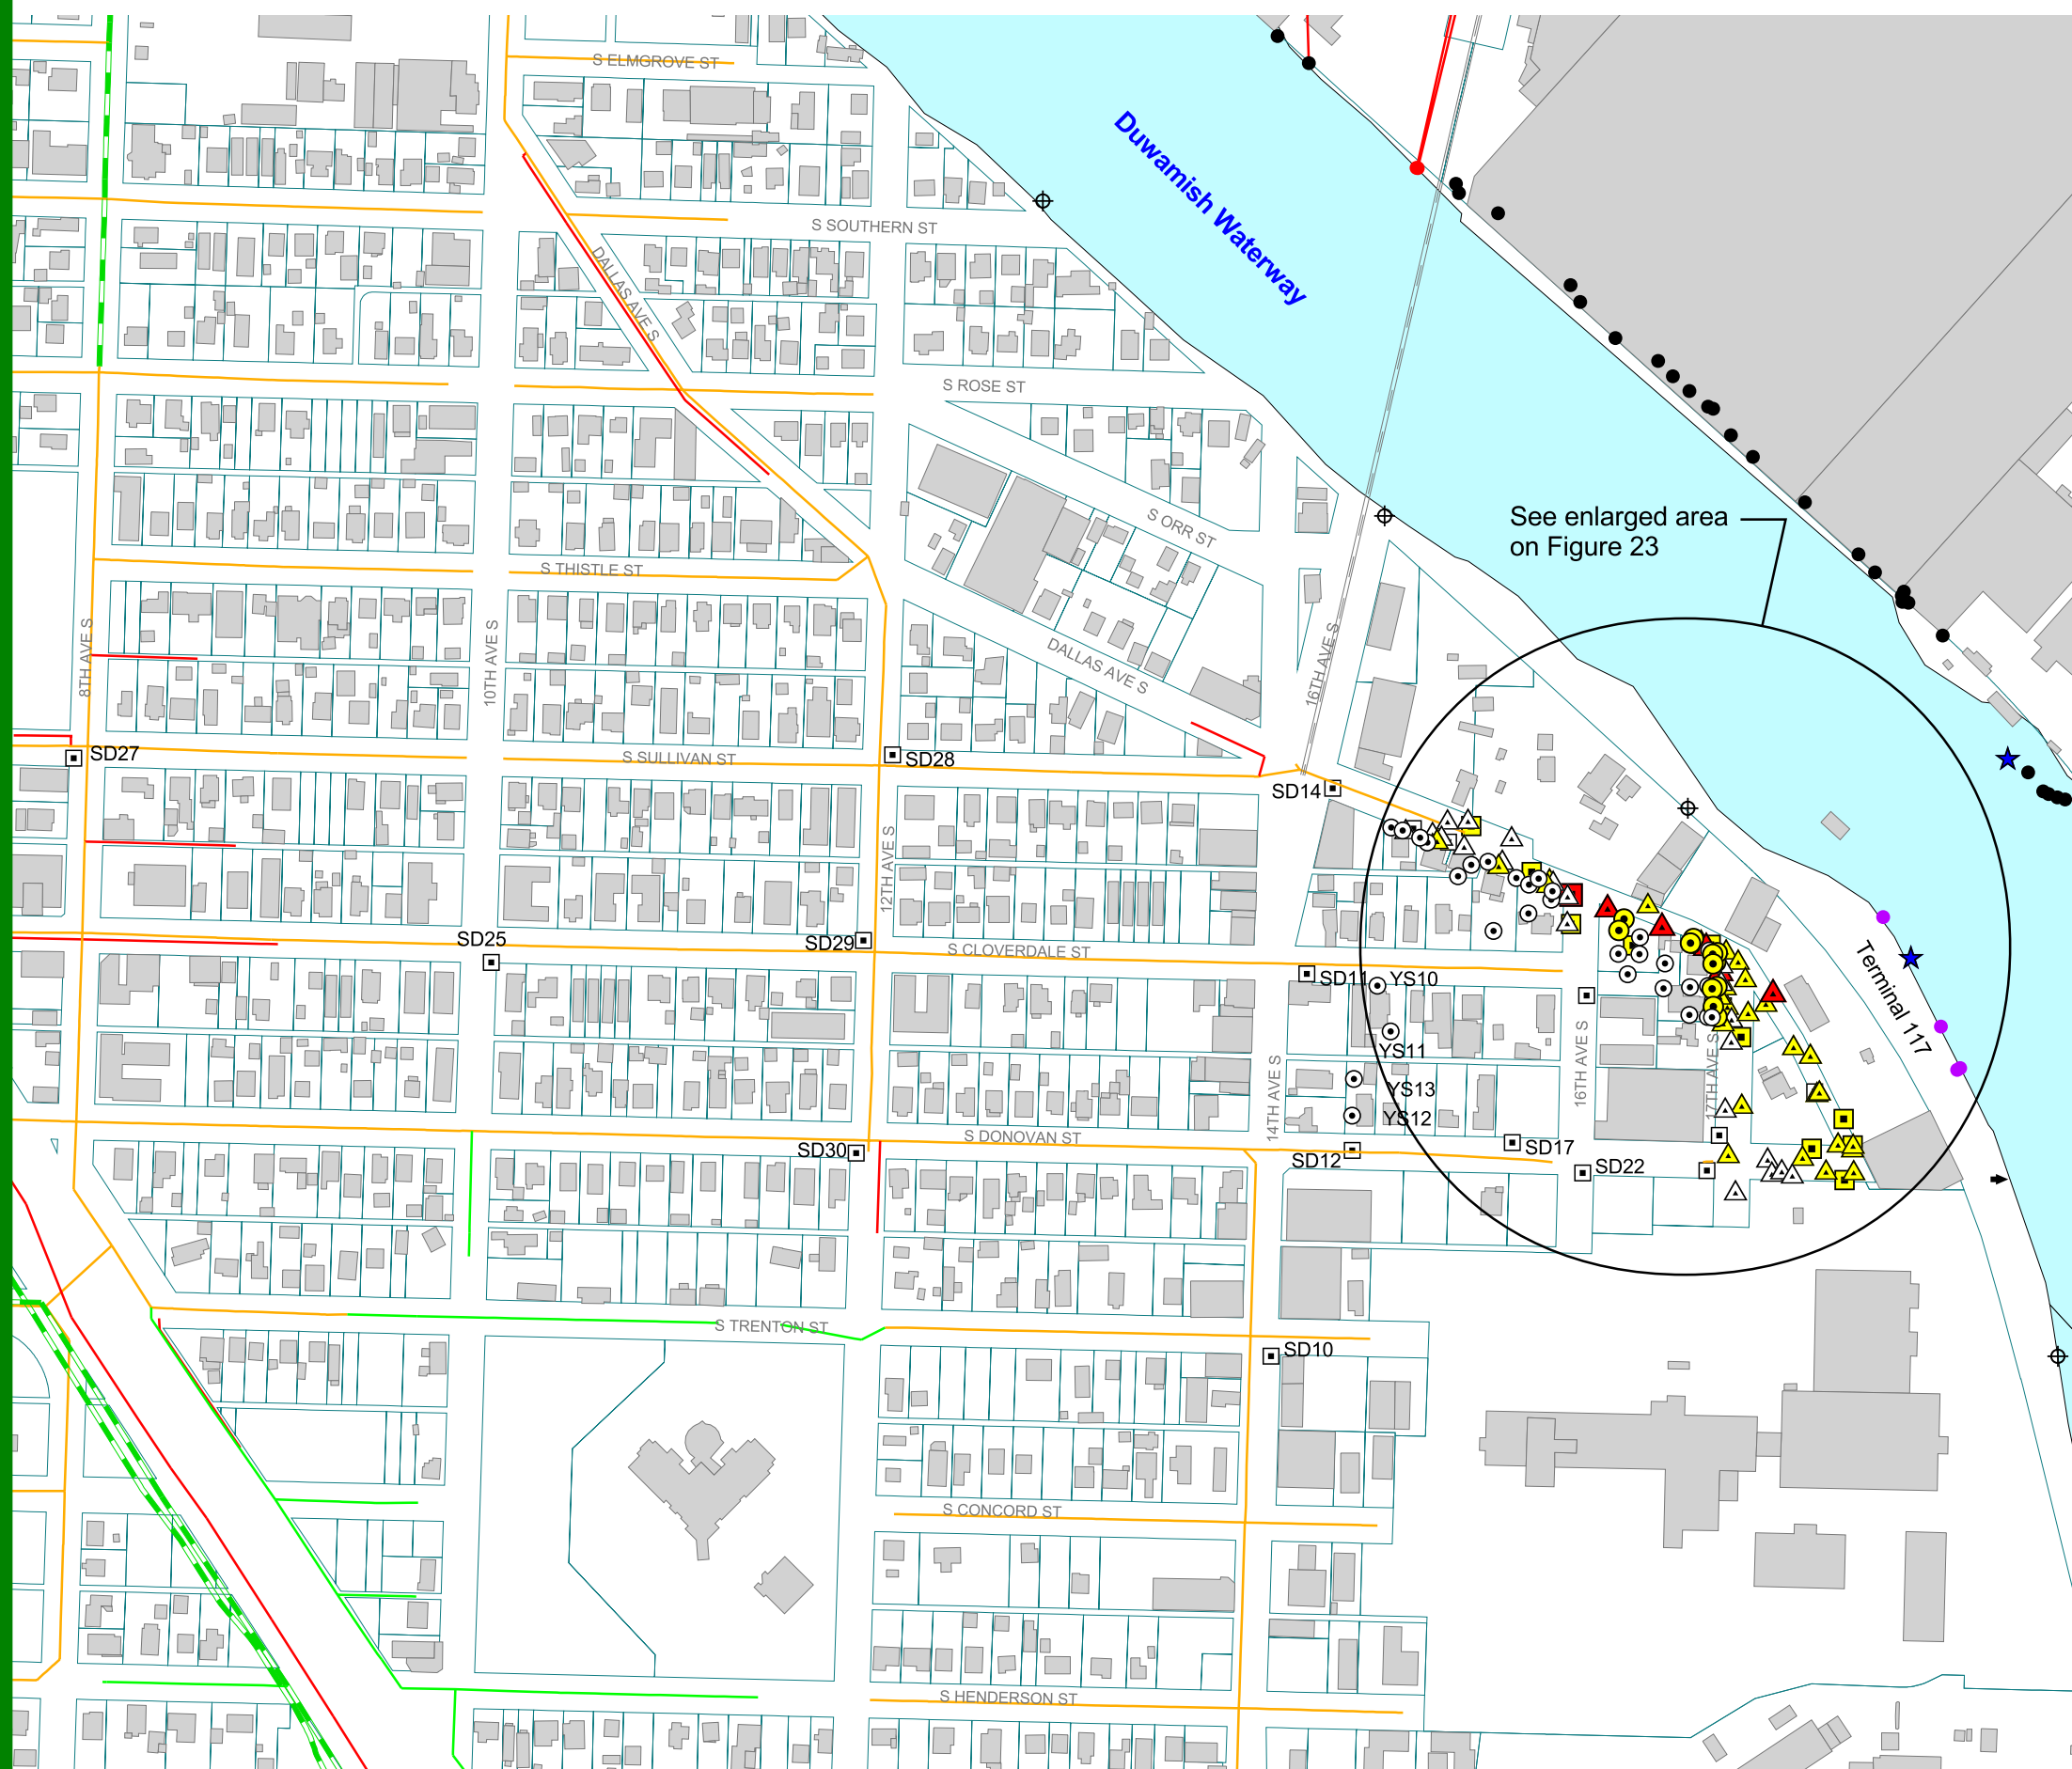 S ELMGROVE ST
Duwamish Waterway
S SOUTHERN ST
DALLAS AVE S
S ROSE ST
See enlarged area
on Figure 23
S ORR ST
S THISTLE ST
8TH AVE S
10TH AVE S
DALLAS AVE S
16TH AVE S
SD27
S SULLIVAN ST
SD28
SD14
12TH AVE S
SD25
SD29
S CLOVERDALE ST
SD11
YS10
Terminal 117
YS11
16TH AVE S
17TH AVE S
14TH AVE S
YS13
YS12
S DONOVAN ST
SD30
SD12
SD17
SD22
S TRENTON ST
SD10
S CONCORD ST
S HENDERSON ST